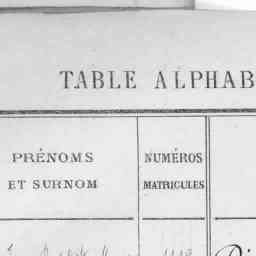 TABLE ALPHAB
PRÉNOMS
ET SURNOM
NUMÉROS
MATRICULES